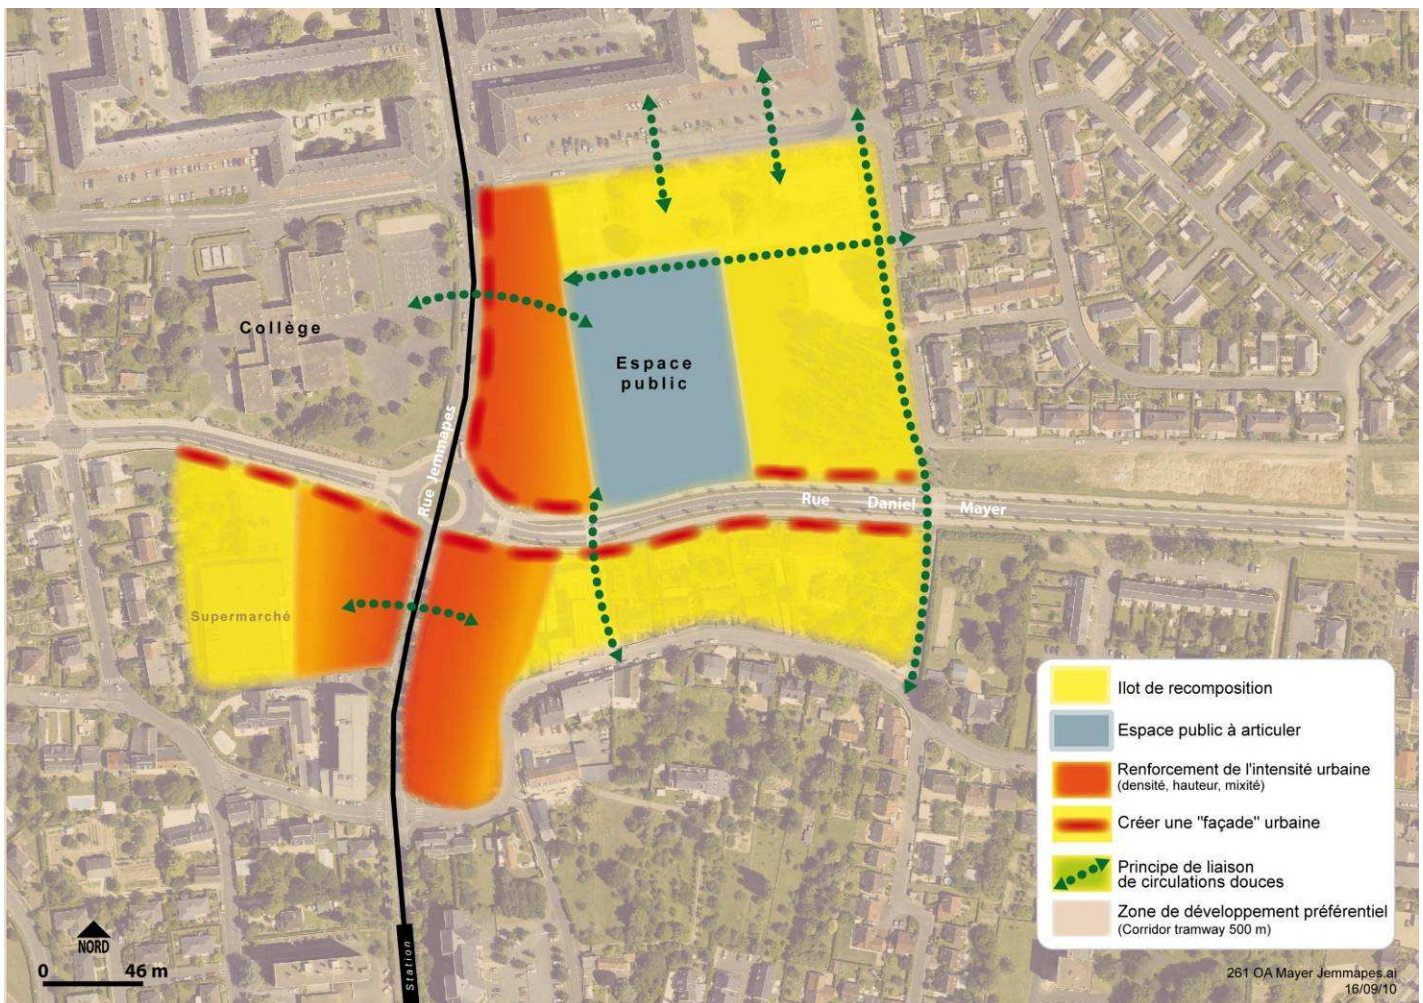 Collège
Espace
public
Rue Jemmapes
Rue Daniel Mayer
Supermarché
Ilot de recomposition
Espace public à articuler
Renforcement de l'intensité urbaine
(densité, hauteur, mixité)
Créer une "façade" urbaine
Principe de liaison
de circulations douces
Zone de développement préférentiel
(Corridor tramway 500 m)
NORD
0 46 m
Station
261 OA Mayer Jemmapes.ai
16/09/10